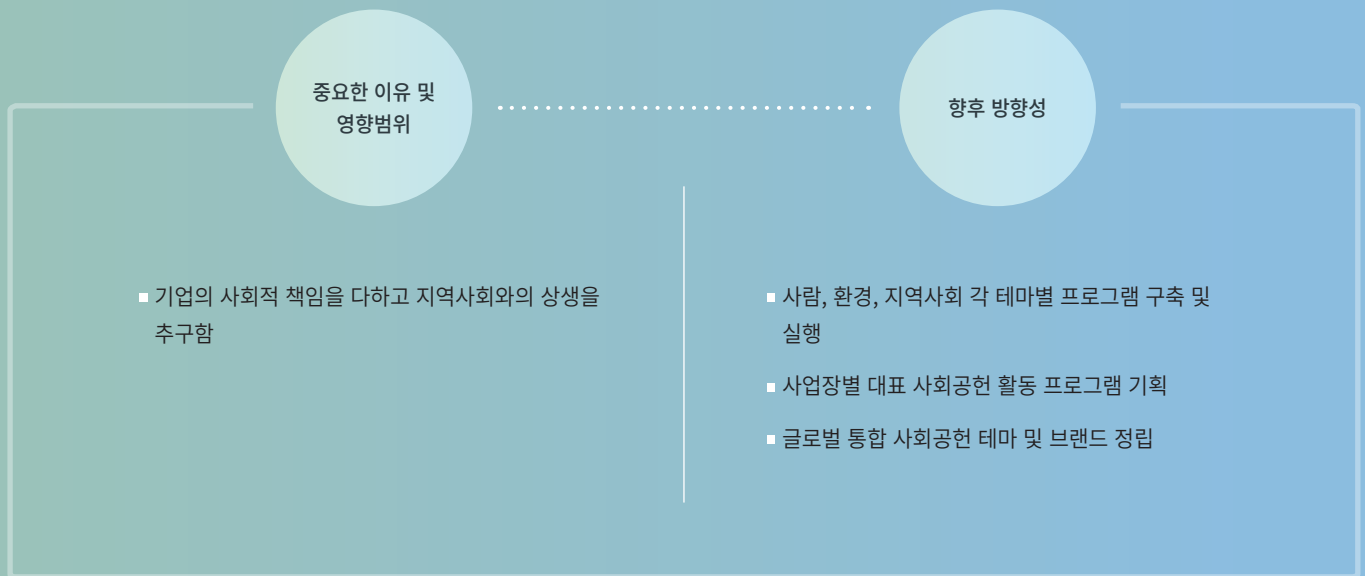 중요한 이유 및
영향범위
향후 방향성
기업의 사회적 책임을 다하고 지역사회와의 상생을
추구함
사람, 환경, 지역사회 각 테마별 프로그램 구축 및
실행
사업장별 대표 사회공헌 활동 프로그램 기획
글로벌 통합 사회공헌 테마 및 브랜드 정립